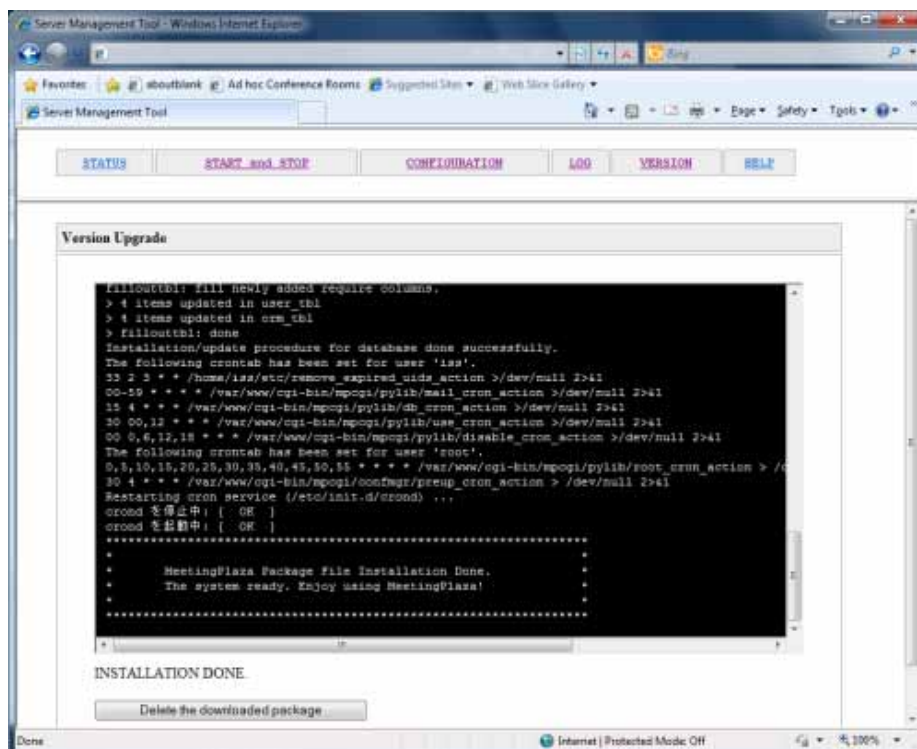 Server Management Tool - Windows Internet Explorer
Bing
Favorites about:blank Ad hoc Conference Rooms Suggested Sites Web Slice Gallery
Server Management Tool Page Safety Tools
STATUS START and STOP CONFIGURATION LOG VERSION HELP
Version Upgrade
fillouttbl: fill newly added require columns.
> 4 items updated in user_tbl
> 4 items updated in crm_tbl
> fillouttbl: done
Installation/update procedure for database done successfully.
The following crontab has been set for user 'iss'.
33 2 3 * * /home/iss/etc/remove_expired_uids_action >/dev/null 2>&1
00-59 * * * * /var/www/cgi-bin/mpcgi/pylib/mail_cron_action >/dev/null 2>&1
15 4 * * * /var/www/cgi-bin/mpcgi/pylib/db_cron_action >/dev/null 2>&1
30 00,12 * * * /var/www/cgi-bin/mpcgi/pylib/use_cron_action >/dev/null 2>&1
00 0,6,12,18 * * * /var/www/cgi-bin/mpcgi/pylib/disable_cron_action >/dev/null 2>&1
The following crontab has been set for user 'root'.
0,5,10,15,20,25,30,35,40,45,50,55 * * * * /var/www/cgi-bin/mpcgi/pylib/root_cron_action > /d
30 4 * * * /var/www/cgi-bin/mpcgi/confmgr/preup_cron_action > /dev/null 2>&1
Restarting cron service (/etc/init.d/crond) ...
crond を停止中: [ OK ]
crond を起動中: [ OK ]
************************************************************
* *
* MeetingPlaza Package File Installation Done. *
* The system ready. Enjoy using MeetingPlaza! *
* *
************************************************************
INSTALLATION DONE.
Delete the downloaded package
Done Internet | Protected Mode: Off 100%